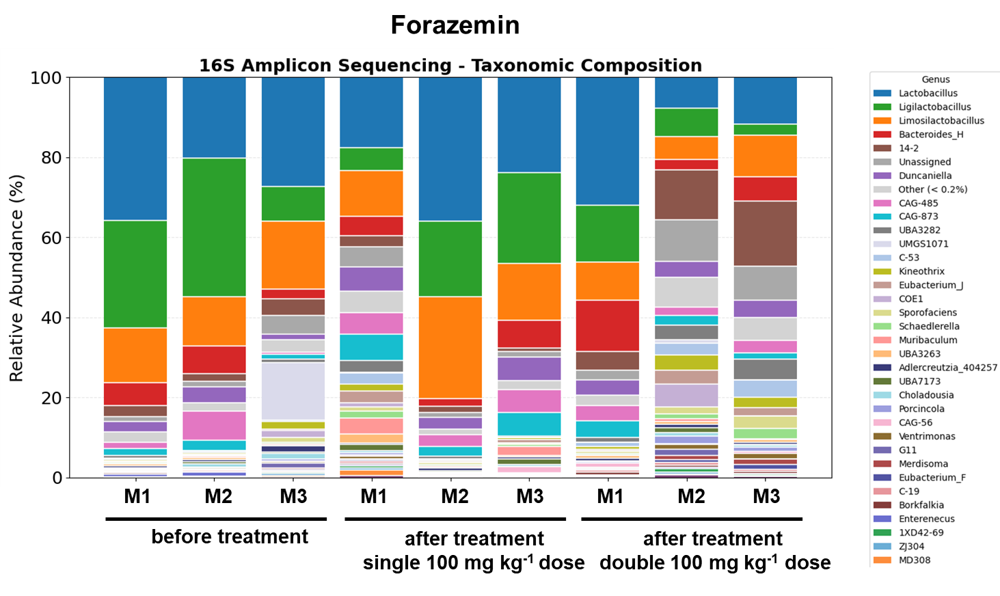 Forazemin
16S Amplicon Sequencing - Taxonomic Composition
Relative Abundance (%)
100
80
60
40
20
0
M1 M2 M3 M1 M2 M3 M1 M2 M3
before treatment
after treatment
single 100 mg kg⁻¹ dose
after treatment
double 100 mg kg⁻¹ dose
Genus
Lactobacillus
Ligilactobacillus
Limosilactobacillus
Bacteroides_H
14-2
Unassigned
Duncaniella
Other (< 0.2%)
CAG-485
CAG-873
UBA3282
UMGS1071
C-53
Kineothrix
Eubacterium_J
COE1
Sporofaciens
Schaedlerella
Muribaculum
UBA3263
Adlercreutzia_404257
UBA7173
Choladousia
Porcincola
CAG-56
Ventrimonas
G11
Merdisoma
Eubacterium_F
C-19
Borkfalkia
Enterenecus
1XD42-69
ZJ304
MD308